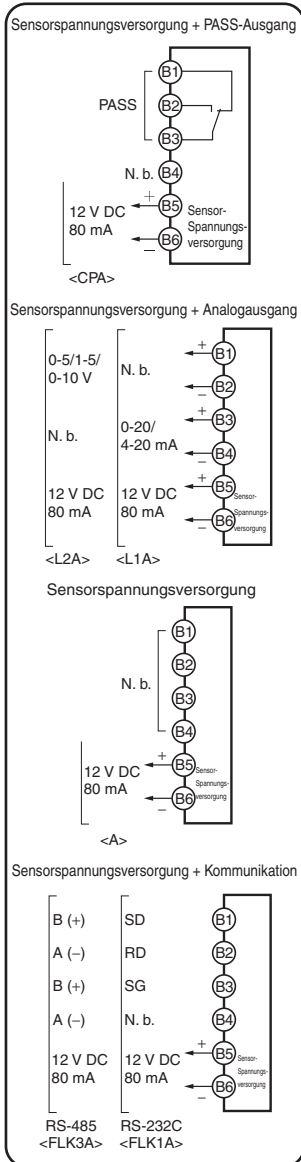 Sensorspannungsversorgung + PASS-Ausgang
B1
PASS
B2
B3
N. b.
B4
12 V DC
80 mA
+
B5
–
B6
Sensor-
Spannungs-
versorgung
<CPA>
Sensorspannungsversorgung + Analogausgang
0-5/1-5/
0-10 V
N. b.
+
B1
–
B2
N. b.
0-20/
4-20 mA
+
B3
–
B4
12 V DC
80 mA
12 V DC
80 mA
+
B5
–
B6
Sensor-
Spannungs-
versorgung
<L2A>
<L1A>
Sensorspannungsversorgung
N. b.
B1
B2
B3
B4
12 V DC
80 mA
+
B5
–
B6
Sensor-
Spannungs-
versorgung
<A>
Sensorspannungsversorgung + Kommunikation
B (+)
SD
B1
A (–)
RD
B2
B (+)
SG
B3
A (–)
N. b.
B4
12 V DC
80 mA
12 V DC
80 mA
+
B5
–
B6
Sensor-
Spannungs-
versorgung
RS-485
<FLK3A>
RS-232C
<FLK1A>